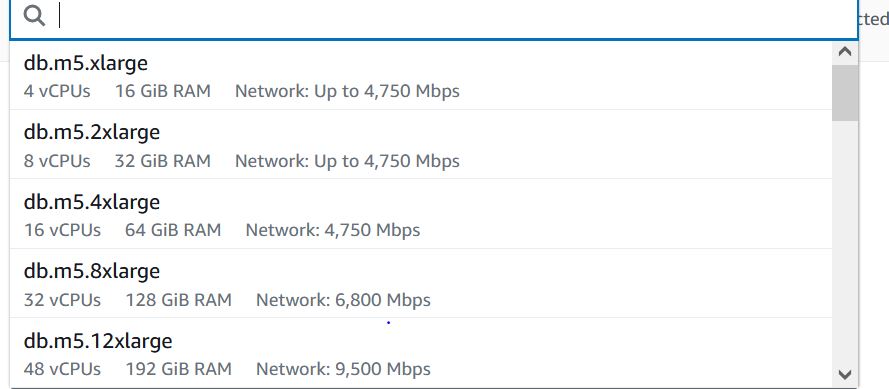 cted
db.m5.xlarge
4 vCPUs 16 GiB RAM Network: Up to 4,750 Mbps
db.m5.2xlarge
8 vCPUs 32 GiB RAM Network: Up to 4,750 Mbps
db.m5.4xlarge
16 vCPUs 64 GiB RAM Network: 4,750 Mbps
db.m5.8xlarge
32 vCPUs 128 GiB RAM Network: 6,800 Mbps
db.m5.12xlarge
48 vCPUs 192 GiB RAM Network: 9,500 Mbps